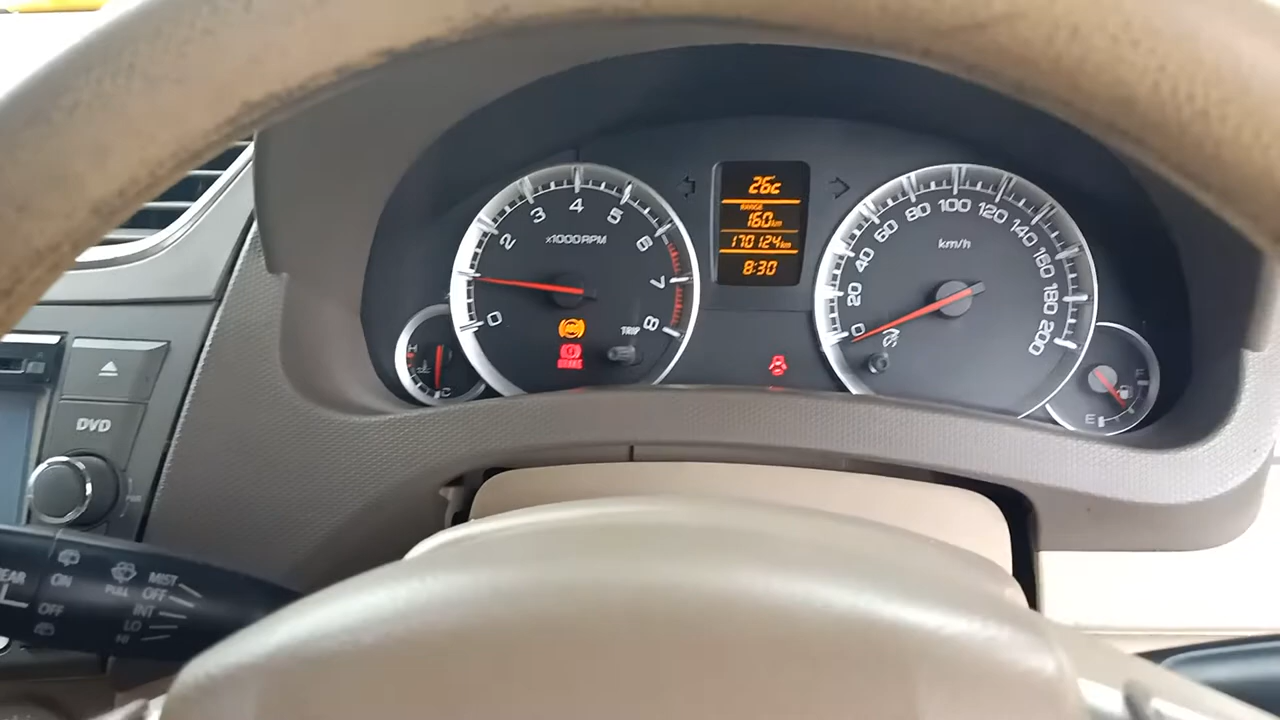 26c
RANGE
160km
170124km
8:30
0 2 3 4 5 6 7 8
x1000RPM
ABS
BRAKE
TRIP
H
C
0 20 40 60 80 100 120 140 160 180 200
km/h
F
E
DVD
REAR
ON
OFF
PULL
MIST
OFF
INT
LO
HI